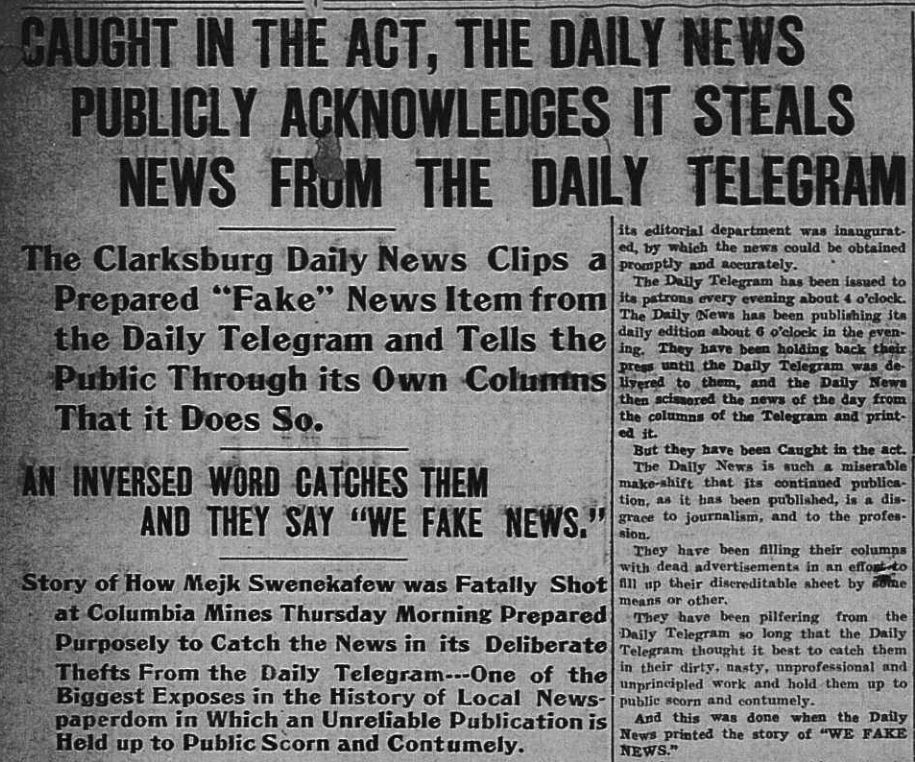 CAUGHT IN THE ACT, THE DAILY NEWS
PUBLICLY ACKNOWLEDGES IT STEALS
NEWS FROM THE DAILY TELEGRAM
The Clarksburg Daily News Clips a
Prepared "Fake" News Item from
the Daily Telegram and Tells the
Public Through its Own Columns
That it Does So.
AN INVERSED WORD CATCHES THEM
AND THEY SAY "WE FAKE NEWS."
Story of How Mejk Swenekafew was Fatally Shot
at Columbia Mines Thursday Morning Prepared
Purposely to Catch the News in its Deliberate
Thefts From the Daily Telegram---One of the
Biggest Exposes in the History of Local News-
paperdom in Which an Unreliable Publication is
Held up to Public Scorn and Contumely.
its editorial department was inaugurat-
ed, by which the news could be obtained
promptly and accurately.
The Daily Telegram has been issued to
its patrons every evening about 4 o'clock.
The Daily News has been publishing its
daily edition about 6 o'clock in the even-
ing. They have been holding back their
press until the Daily Telegram was de-
livered to them, and the Daily News
then scissored the news of the day from
the columns of the Telegram and print-
ed it.
But they have been Caught in the act.
The Daily News is such a miserable
make-shift that its continued publica-
tion, as it has been published, is a dis-
grace to journalism, and to the profes-
sion.
They have been filling their columns
with dead advertisements in an effort to
fill up their discreditable sheet by some
means or other.
They have been pilfering from the
Daily Telegram so long that the Daily
Telegram thought it best to catch them
in their dirty, nasty, unprofessional and
unprincipled work and hold them up to
public scorn and contumely.
And this was done when the Daily
News printed the story of "WE FAKE
NEWS."